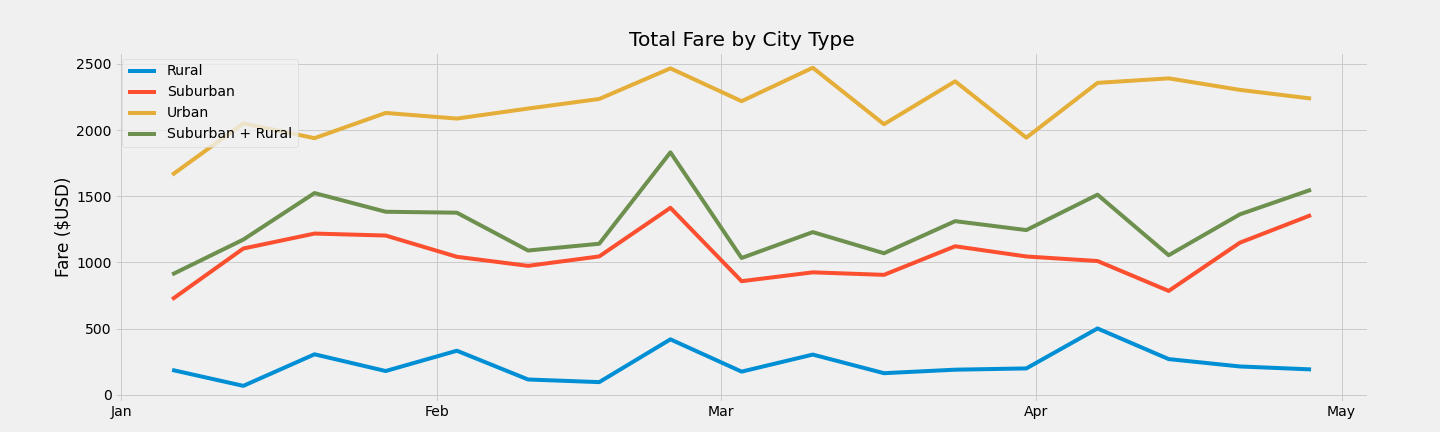 Total Fare by City Type
Fare ($USD)
2500
2000
1500
1000
500
0
Rural
Suburban
Urban
Suburban + Rural
Jan Feb Mar Apr May